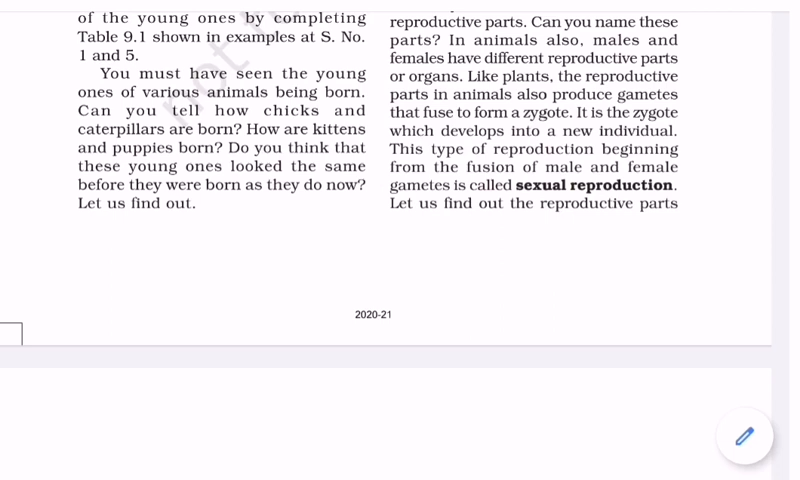 of the young ones by completing
Table 9.1 shown in examples at S. No.
1 and 5.
You must have seen the young
ones of various animals being born.
Can you tell how chicks and
caterpillars are born? How are kittens
and puppies born? Do you think that
these young ones looked the same
before they were born as they do now?
Let us find out.
reproductive parts. Can you name these
parts? In animals also, males and
females have different reproductive parts
or organs. Like plants, the reproductive
parts in animals also produce gametes
that fuse to form a zygote. It is the zygote
which develops into a new individual.
This type of reproduction beginning
from the fusion of male and female
gametes is called sexual reproduction.
Let us find out the reproductive parts
not
2020-21